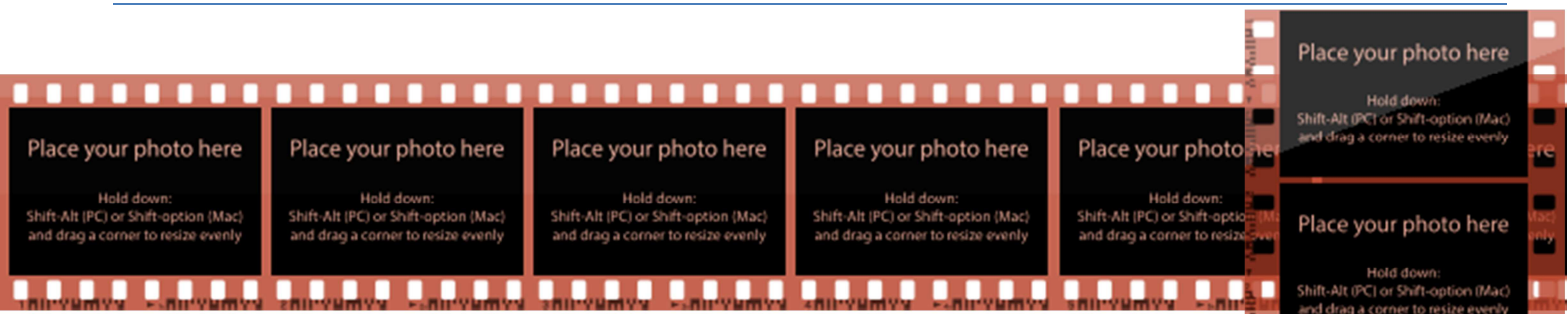 Place your photo here
Hold down:
Shift-Alt (PC) or Shift-option (Mac)
and drag a corner to resize evenly
Place your photo here
Hold down:
Shift-Alt (PC) or Shift-option (Mac)
and drag a corner to resize evenly
Place your photo here
Hold down:
Shift-Alt (PC) or Shift-option (Mac)
and drag a corner to resize evenly
Place your photo here
Hold down:
Shift-Alt (PC) or Shift-option (Mac)
and drag a corner to resize evenly
Place your photo here
Hold down:
Shift-Alt (PC) or Shift-optio
and drag a corner to resize
Place your photo here
Hold down:
Shift-Alt (PC) or Shift-option (Mac)
and drag a corner to resize evenly
Place your photo here
Hold down:
Shift-Alt (PC) or Shift-option (Mac)
and drag a corner to resize evenly